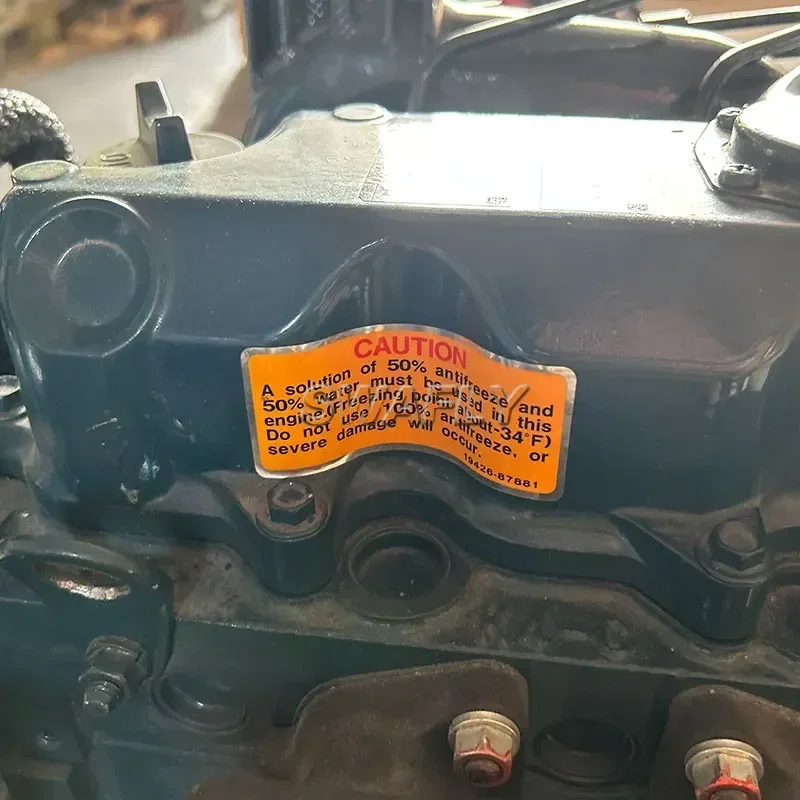 CAUTION
A solution of 50% antifreeze and
50% water must be used in this
engine.(Freezing point about-34°F)
Do not use 100% antifreeze, or
severe damage will occur.
19426-87881
SWAFLY